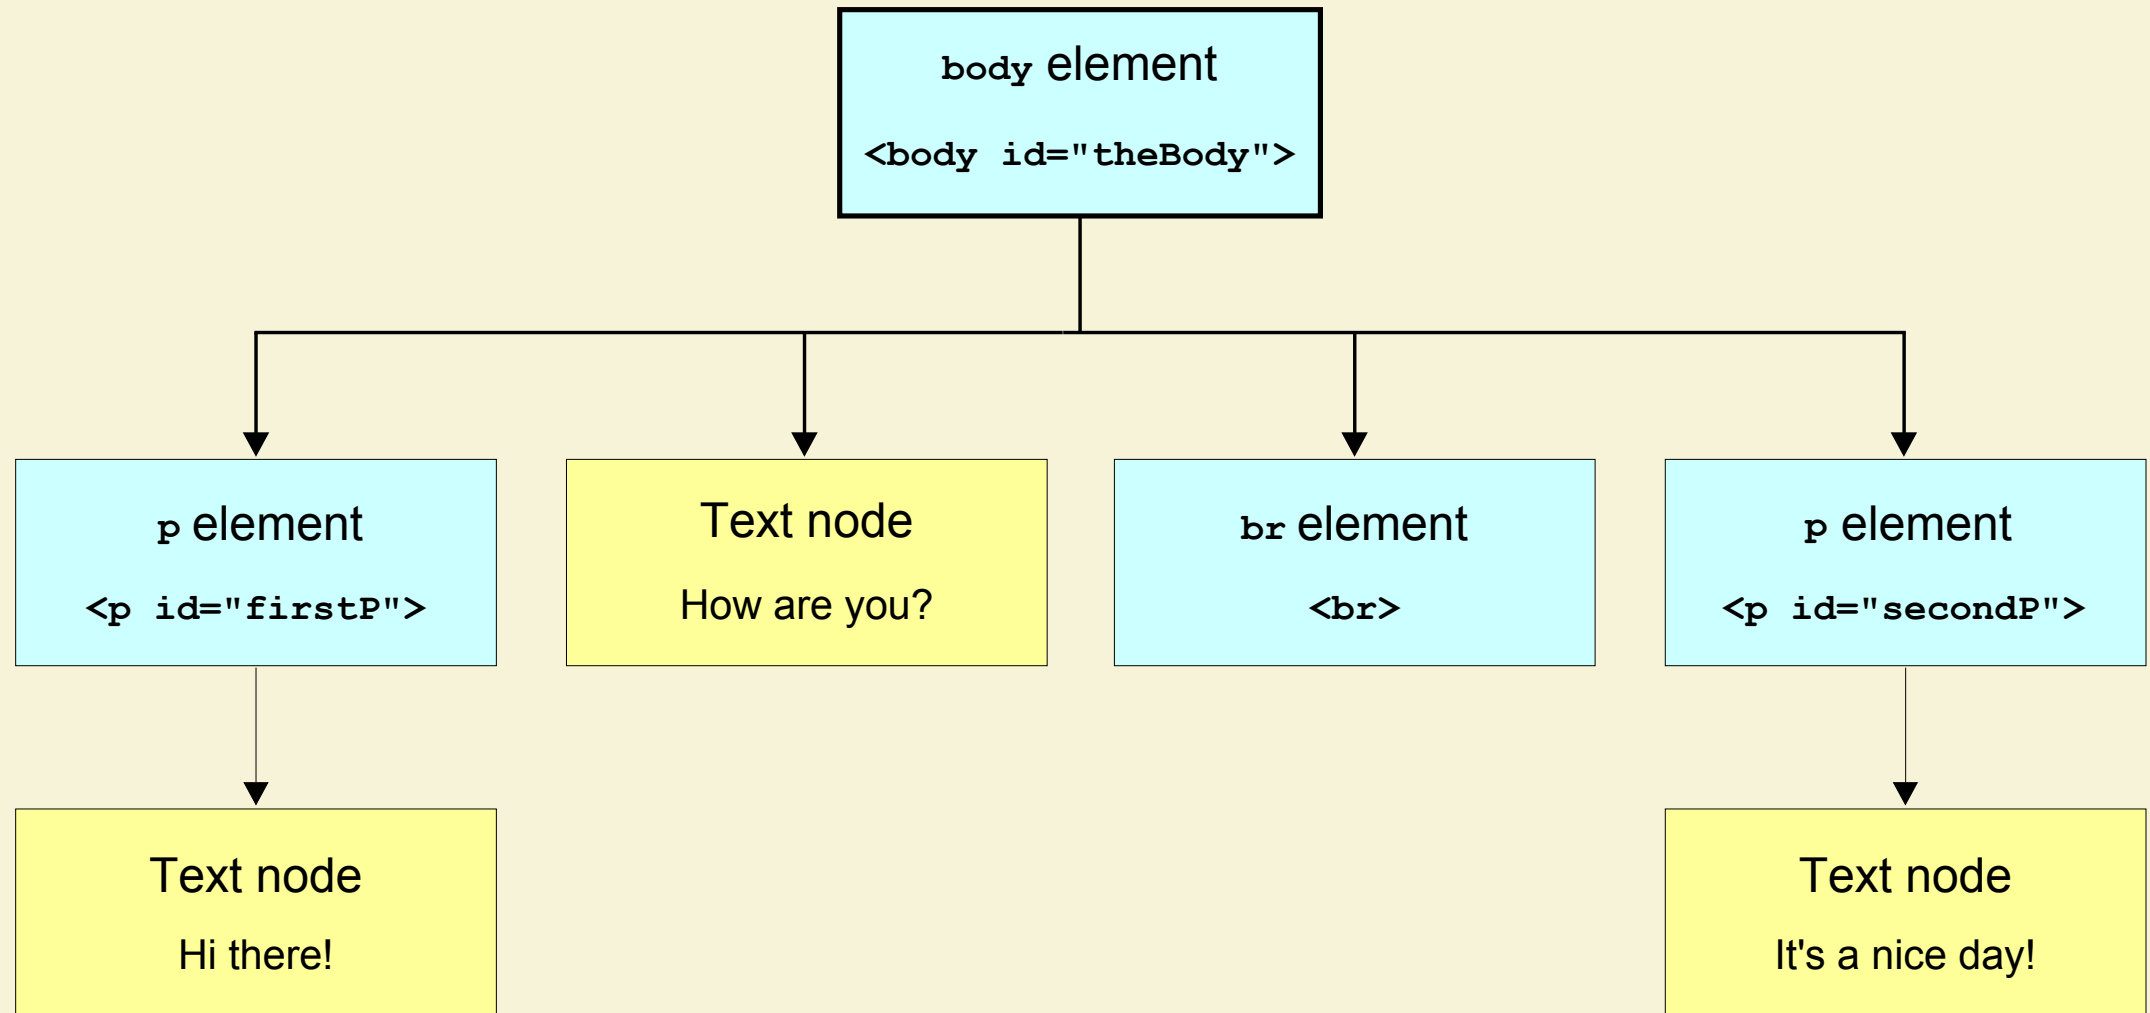 body element
<body id="theBody">
p element
<p id="firstP">
Text node
How are you?
br element
<br>
p element
<p id="secondP">
Text node
Hi there!
Text node
It's a nice day!